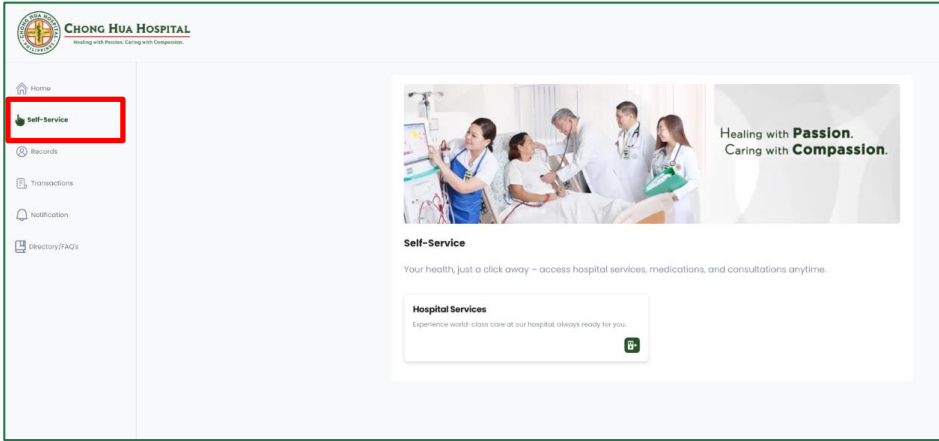 CHONG HUA HOSPITAL
Healing with Passion. Caring with Compassion.
Home
Self-Service
Records
Transactions
Notification
Directory/FAQ's
Healing with Passion.
Caring with Compassion.
Self-Service
Your health, just a click away – access hospital services, medications, and consultations anytime.
Hospital Services
Experience world-class care at our hospital, always ready for you.